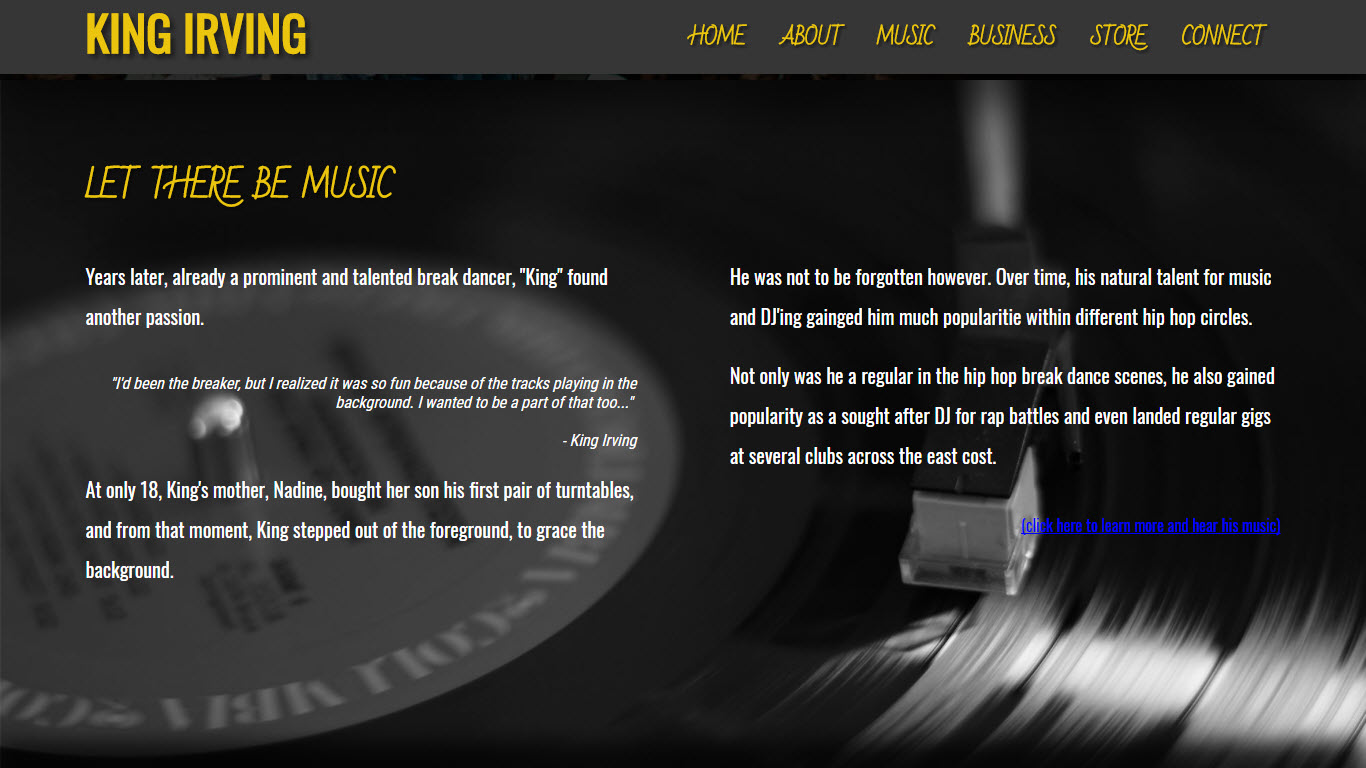 KING IRVING
HOME ABOUT MUSIC BUSINESS STORE CONNECT
LET THERE BE MUSIC
Years later, already a prominent and talented break dancer, "King" found
another passion.
"I'd been the breaker, but I realized it was so fun because of the tracks playing in the
background. I wanted to be a part of that too..."
- King Irving
At only 18, King's mother, Nadine, bought her son his first pair of turntables,
and from that moment, King stepped out of the foreground, to grace the
background.
He was not to be forgotten however. Over time, his natural talent for music
and DJ'ing gainged him much popularitie within different hip hop circles.
Not only was he a regular in the hip hop break dance scenes, he also gained
popularity as a sought after DJ for rap battles and even landed regular gigs
at several clubs across the east cost.
(click here to learn more and hear his music)